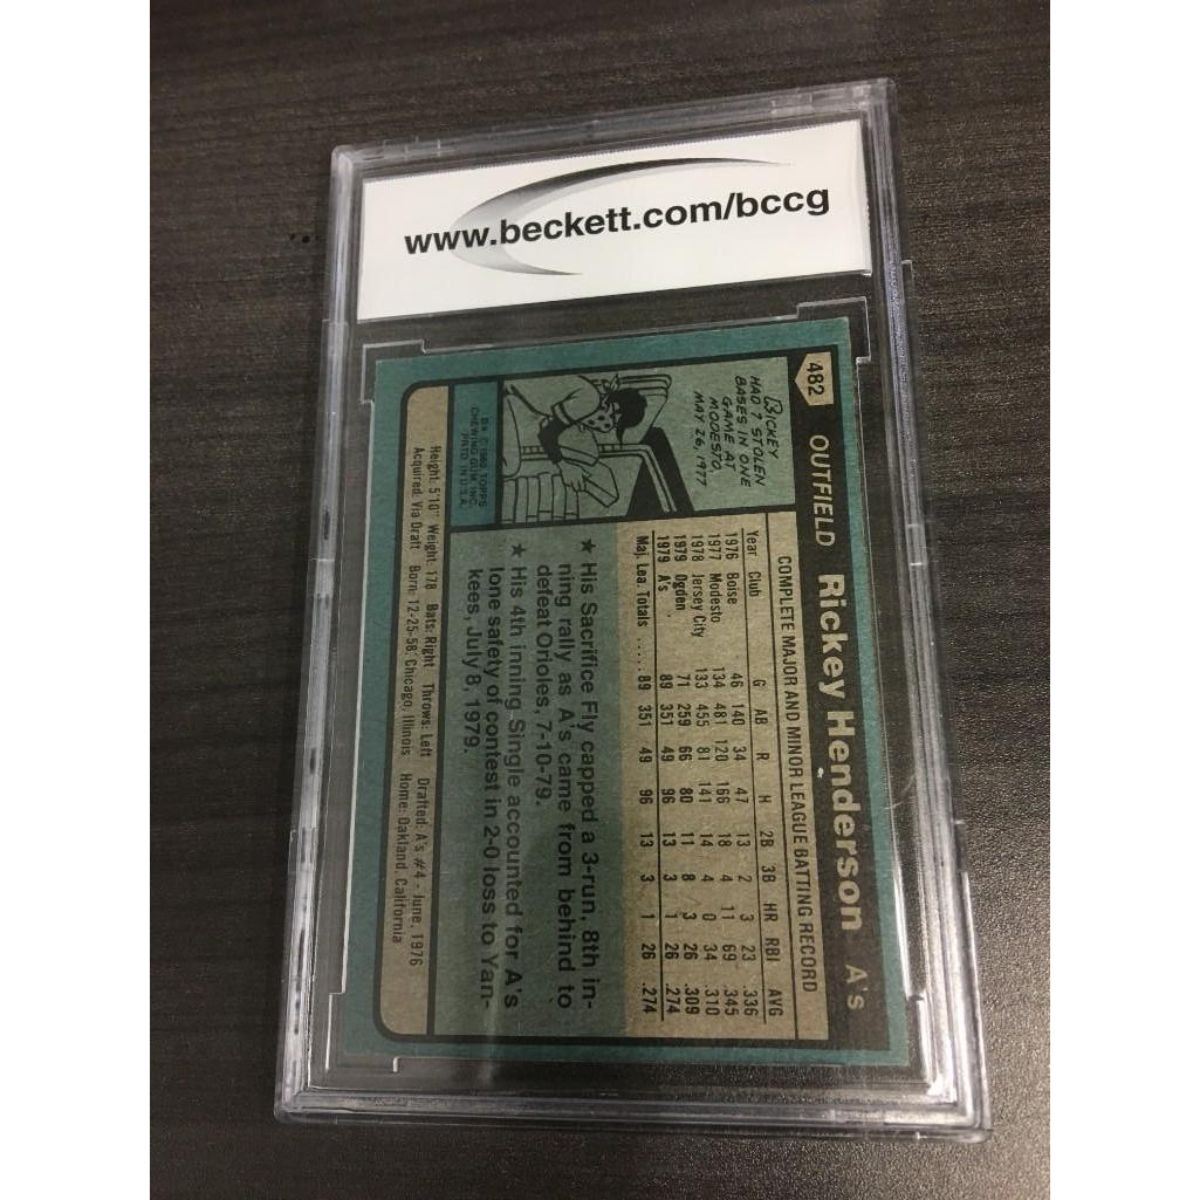 www.beckett.com/bccg
482 OUTFIELD Rickey Henderson A's
RICKEY
HAD 7 STOLEN
BASES IN ONE
GAME AT
MODESTO,
MAY 26, 1977
COMPLETE MAJOR AND MINOR LEAGUE BATTING RECORD
Year Club G AB R H 2B 3B HR RBI AVG
1976 Boise 46 140 34 47 13 2 3 23 .336
1977 Modesto 134 481 120 166 18 4 11 69 .345
1978 Jersey City 133 455 81 141 14 4 0 34 .310
1979 Ogden 71 259 66 80 11 8 3 26 .309
1979 A's 89 351 49 96 13 3 1 26 .274
Maj. Lea. Totals ..... 89 351 49 96 13 3 1 26 .274
★ His Sacrifice Fly capped a 3-run, 8th in-
ning rally as A's came from behind to
defeat Orioles, 7-10-79.
★ His 4th inning Single accounted for A's
lone safety of contest in 2-0 loss to Yan-
kees, July 8, 1979.
© 1980 TOPPS
CHEWING GUM, INC.
PRTD. IN U.S.A.
Height: 5'10" Weight: 178 Bats: Right Throws: Left Drafted: A's #4 - June, 1976
Acquired: Via Draft Born: 12-25-58, Chicago, Illinois Home: Oakland, California